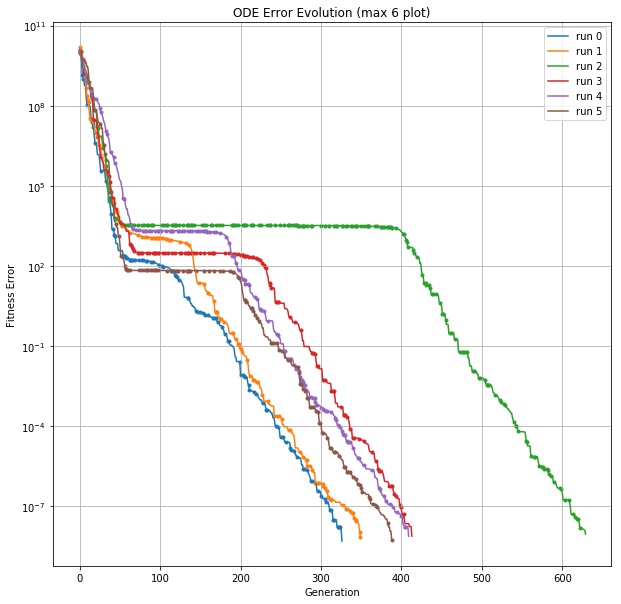 ODE Error Evolution (max 6 plot)
run 0
run 1
run 2
run 3
run 4
run 5
Fitness Error
10¹¹
10⁸
10⁵
10²
10⁻¹
10⁻⁴
10⁻⁷
0 100 200 300 400 500 600
Generation